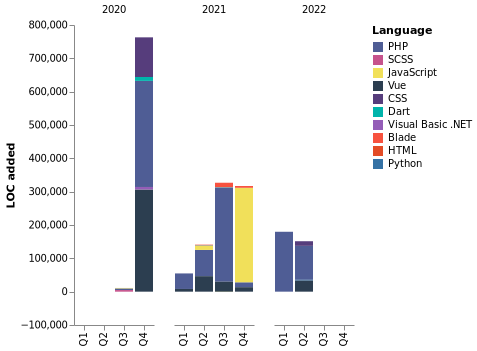 2020 2021 2022
Language
PHP
SCSS
JavaScript
Vue
CSS
Dart
Visual Basic .NET
Blade
HTML
Python
LOC added
800,000
700,000
600,000
500,000
400,000
300,000
200,000
100,000
0
−100,000
Q1 Q2 Q3 Q4 Q1 Q2 Q3 Q4 Q1 Q2 Q3 Q4